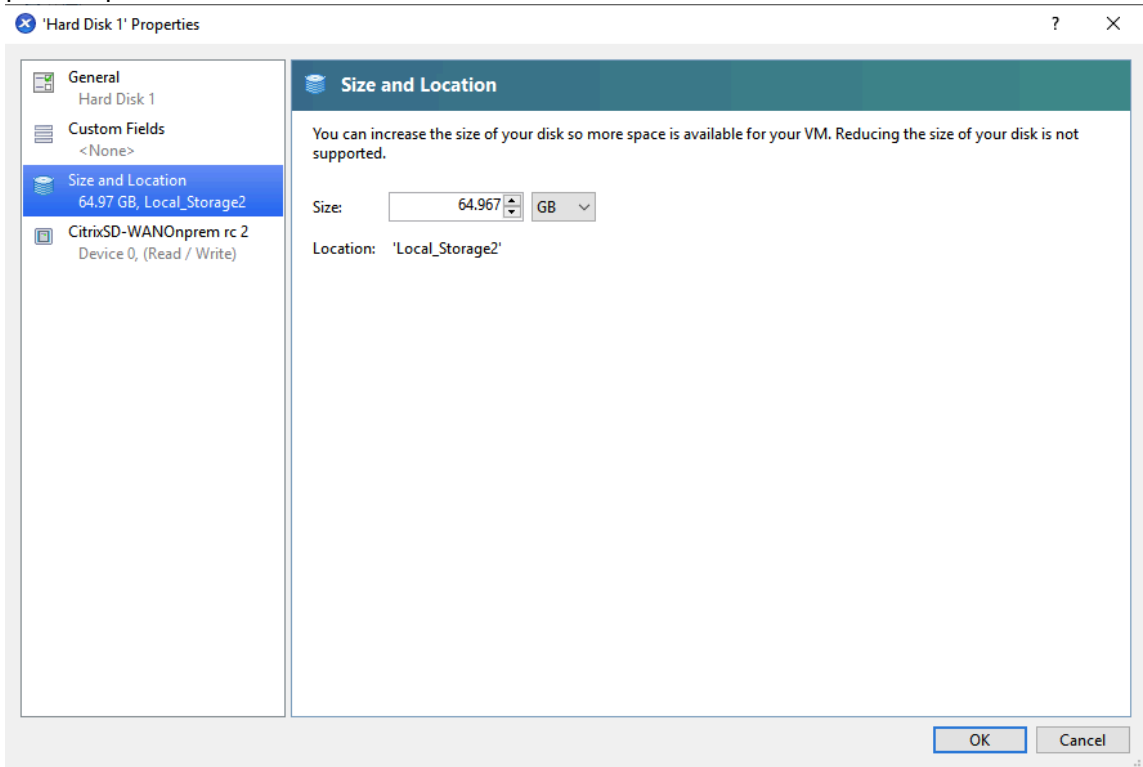 'Hard Disk 1' Properties
?
General
Hard Disk 1
Custom Fields
<None>
Size and Location
64.97 GB, Local_Storage2
CitrixSD-WANOnprem rc 2
Device 0, (Read / Write)
Size and Location
You can increase the size of your disk so more space is available for your VM. Reducing the size of your disk is not
supported.
Size: 64.967 GB
Location: 'Local_Storage2'
OK Cancel